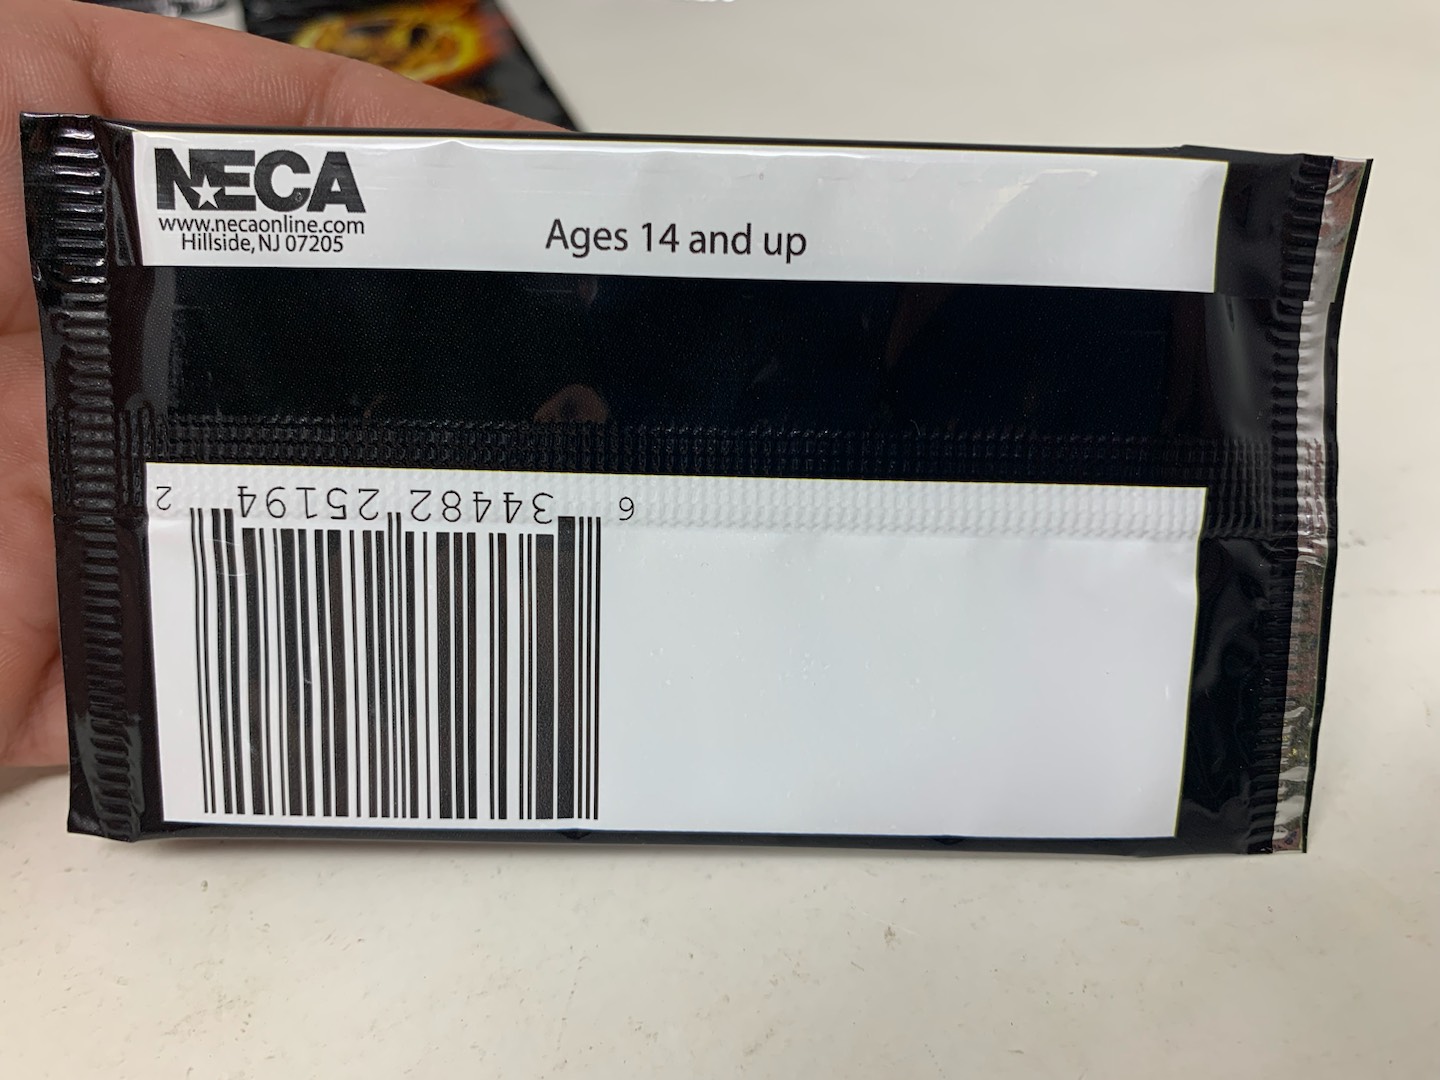 NECA
www.necaonline.com
Hillside, NJ 07205
Ages 14 and up
6 34482 25194 2